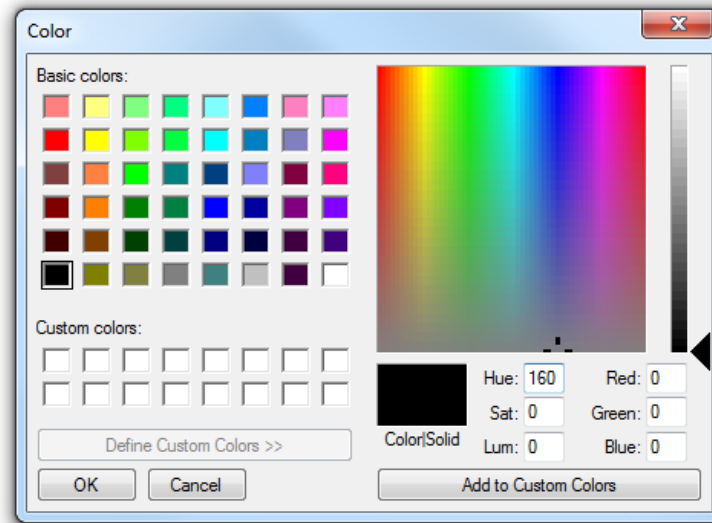 Color
Basic colors:
Custom colors:
Define Custom Colors >>
OK Cancel
Color|Solid
Hue: 160 Red: 0
Sat: 0 Green: 0
Lum: 0 Blue: 0
Add to Custom Colors